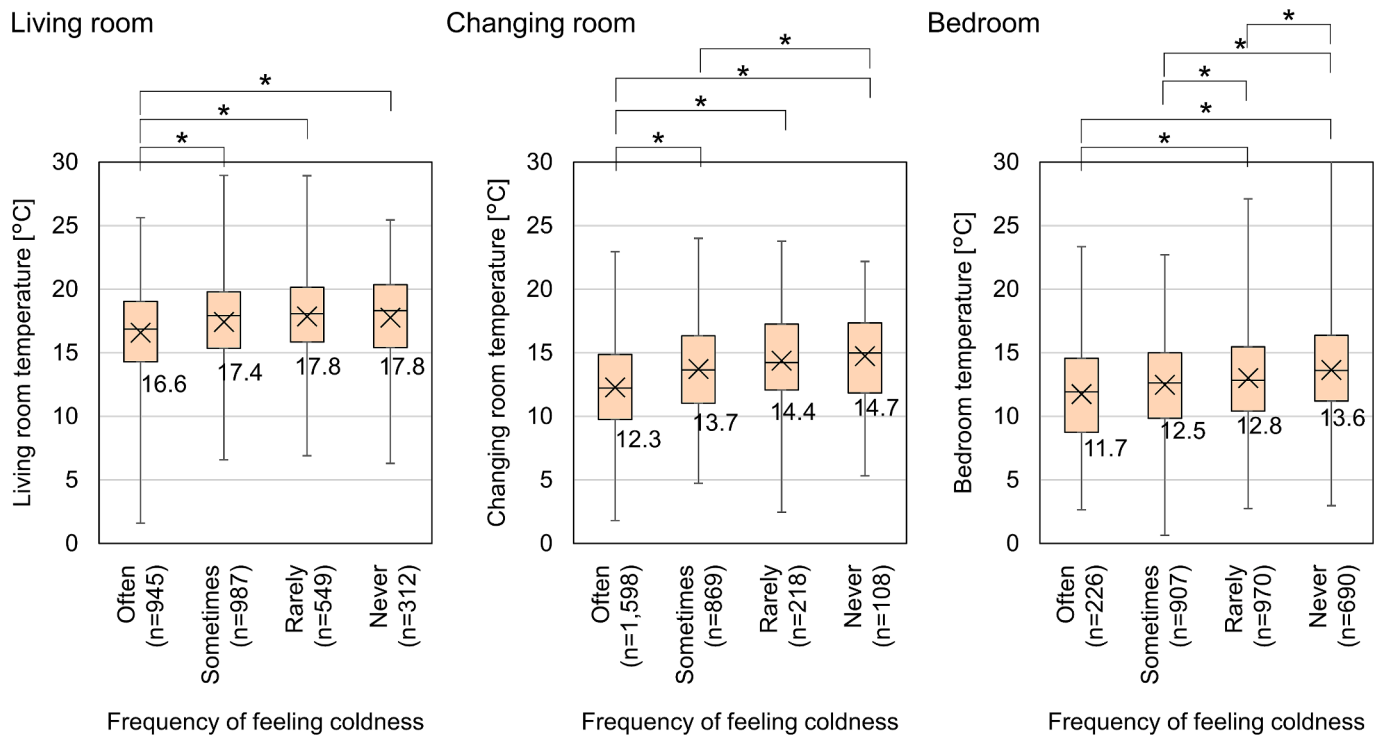 Living room
*
*
*
Living room temperature [°C]
30
25
20
15
10
5
0
16.6
17.4
17.8
17.8
Often
(n=945)
Sometimes
(n=987)
Rarely
(n=549)
Never
(n=312)
Frequency of feeling coldness
Changing room
*
*
*
*
Changing room temperature [°C]
30
25
20
15
10
5
0
12.3
13.7
14.4
14.7
Often
(n=1,598)
Sometimes
(n=869)
Rarely
(n=218)
Never
(n=108)
Frequency of feeling coldness
Bedroom
*
*
*
*
*
Bedroom temperature [°C]
30
25
20
15
10
5
0
11.7
12.5
12.8
13.6
Often
(n=226)
Sometimes
(n=907)
Rarely
(n=970)
Never
(n=690)
Frequency of feeling coldness